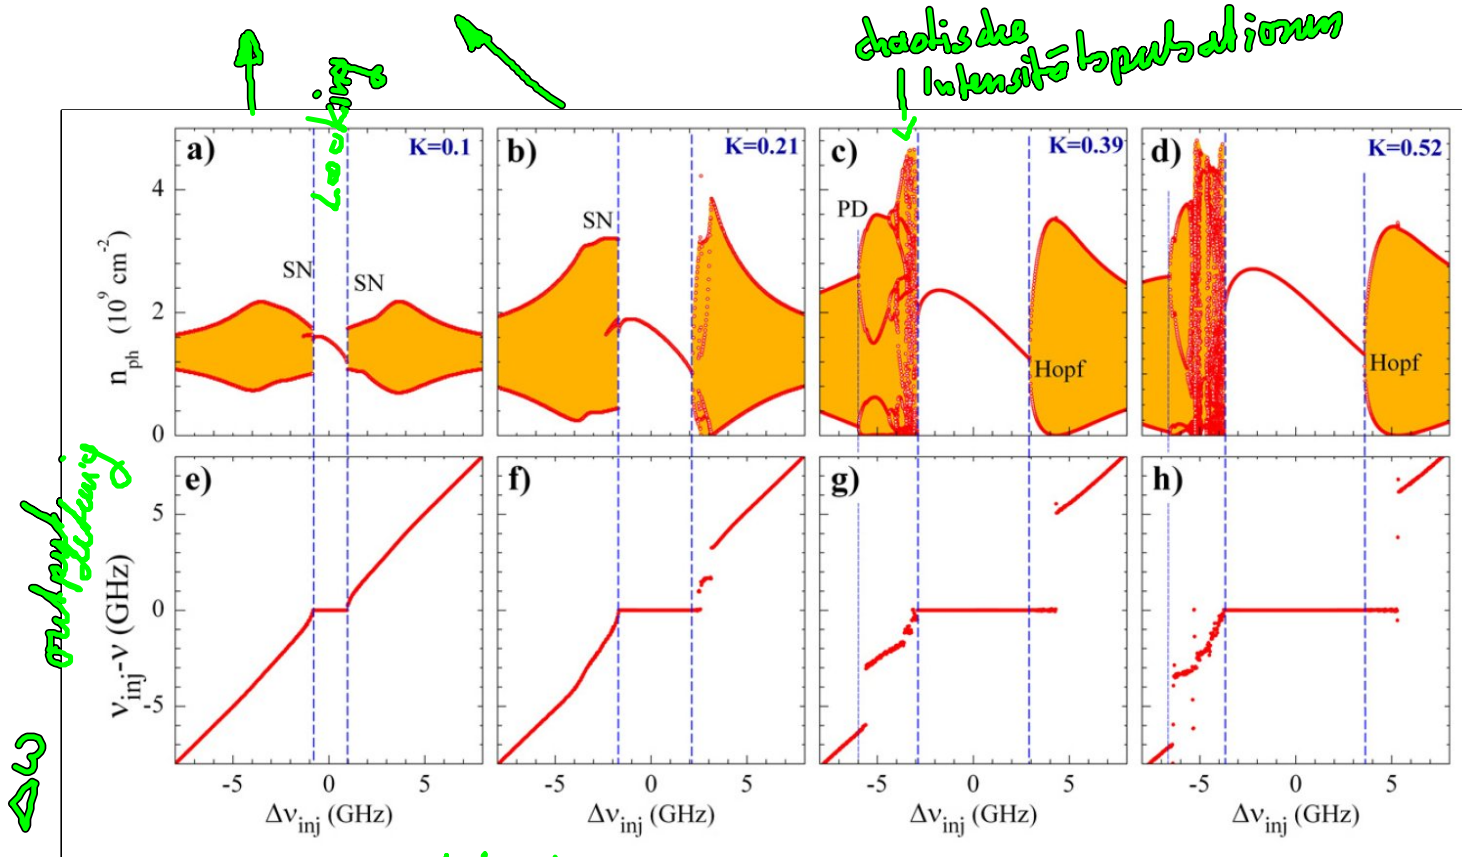 chaotische
Intensitätspulsationen
Locking
a)
K=0.1
b)
K=0.21
c)
K=0.39
d)
K=0.52
4
2
0
n_ph (10^9 cm^-2)
SN
SN
SN
PD
Hopf
Hopf
e)
f)
g)
h)
5
0
-5
ν_inj-ν (GHz)
output
detuning
Δω
-5 0 5
-5 0 5
-5 0 5
-5 0 5
Δν_inj (GHz)
Δν_inj (GHz)
Δν_inj (GHz)
Δν_inj (GHz)